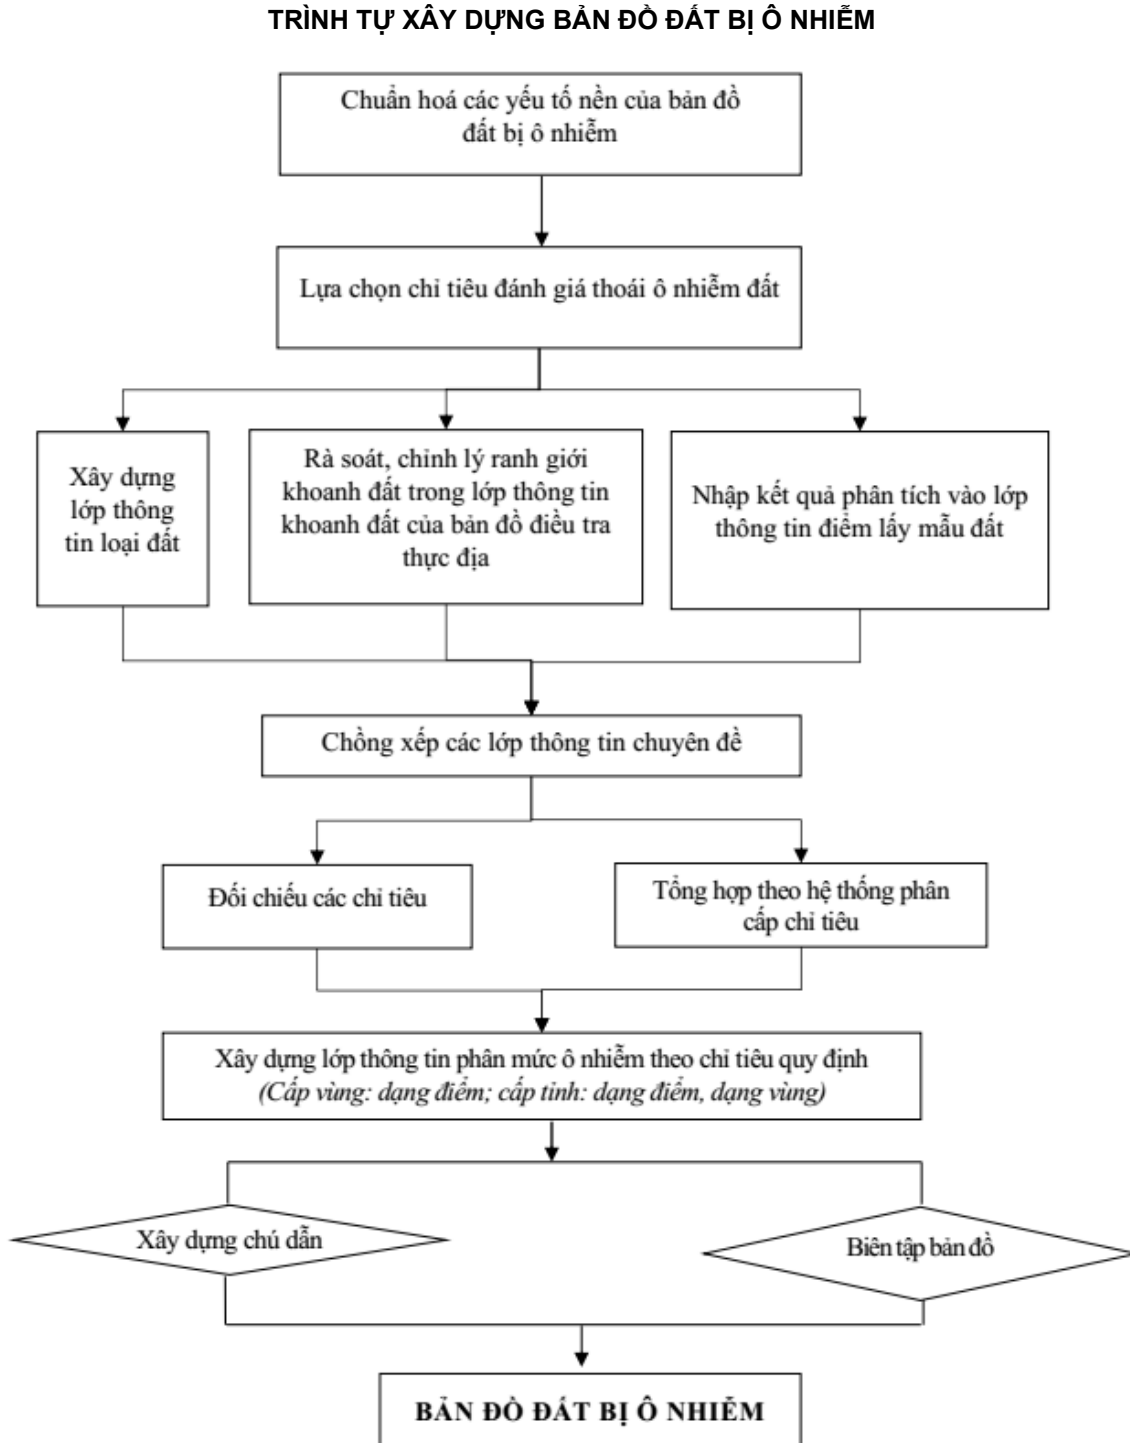 TRÌNH TỰ XÂY DỰNG BẢN ĐỒ ĐẤT BỊ Ô NHIỄM
Chuẩn hoá các yếu tố nền của bản đồ
đất bị ô nhiễm
Lựa chọn chỉ tiêu đánh giá thoái ô nhiễm đất
Xây dựng
lớp thông
tin loại đất
Rà soát, chỉnh lý ranh giới
khoanh đất trong lớp thông tin
khoanh đất của bản đồ điều tra
thực địa
Nhập kết quả phân tích vào lớp
thông tin điểm lấy mẫu đất
Chồng xếp các lớp thông tin chuyên đề
Đối chiếu các chỉ tiêu
Tổng hợp theo hệ thống phân
cấp chỉ tiêu
Xây dựng lớp thông tin phân mức ô nhiễm theo chỉ tiêu quy định
(Cấp vùng: dạng điểm; cấp tỉnh: dạng điểm, dạng vùng)
Xây dựng chú dẫn
Biên tập bản đồ
BẢN ĐỒ ĐẤT BỊ Ô NHIỄM